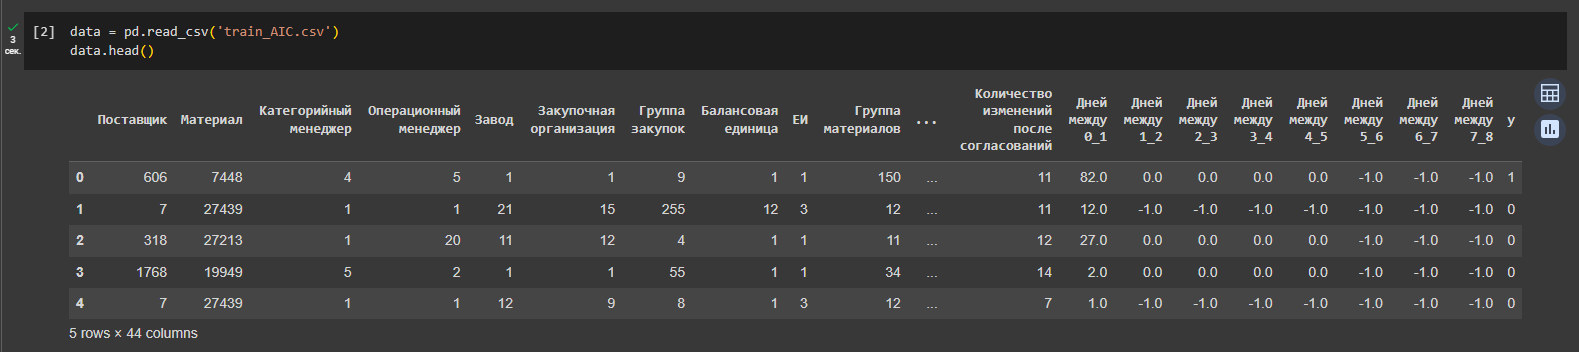 [2] data = pd.read_csv('train_AIC.csv')
3 сек.
data.head()
Поставщик Материал Категорийный менеджер Операционный менеджер Завод Закупочная организация Группа закупок Балансовая единица ЕИ Группа материалов ... Количество изменений после согласований Дней между 0_1 Дней между 1_2 Дней между 2_3 Дней между 3_4 Дней между 4_5 Дней между 5_6 Дней между 6_7 Дней между 7_8 y
0 606 7448 4 5 1 1 9 1 1 150 ... 11 82.0 0.0 0.0 0.0 0.0 -1.0 -1.0 -1.0 1
1 7 27439 1 1 21 15 255 12 3 12 ... 11 12.0 -1.0 -1.0 -1.0 -1.0 -1.0 -1.0 -1.0 0
2 318 27213 1 20 11 12 4 1 1 11 ... 12 27.0 0.0 0.0 0.0 0.0 -1.0 -1.0 -1.0 0
3 1768 19949 5 2 1 1 55 1 1 34 ... 14 2.0 0.0 0.0 0.0 0.0 -1.0 -1.0 -1.0 0
4 7 27439 1 1 12 9 8 1 3 12 ... 7 1.0 -1.0 -1.0 -1.0 -1.0 -1.0 -1.0 -1.0 0
5 rows × 44 columns